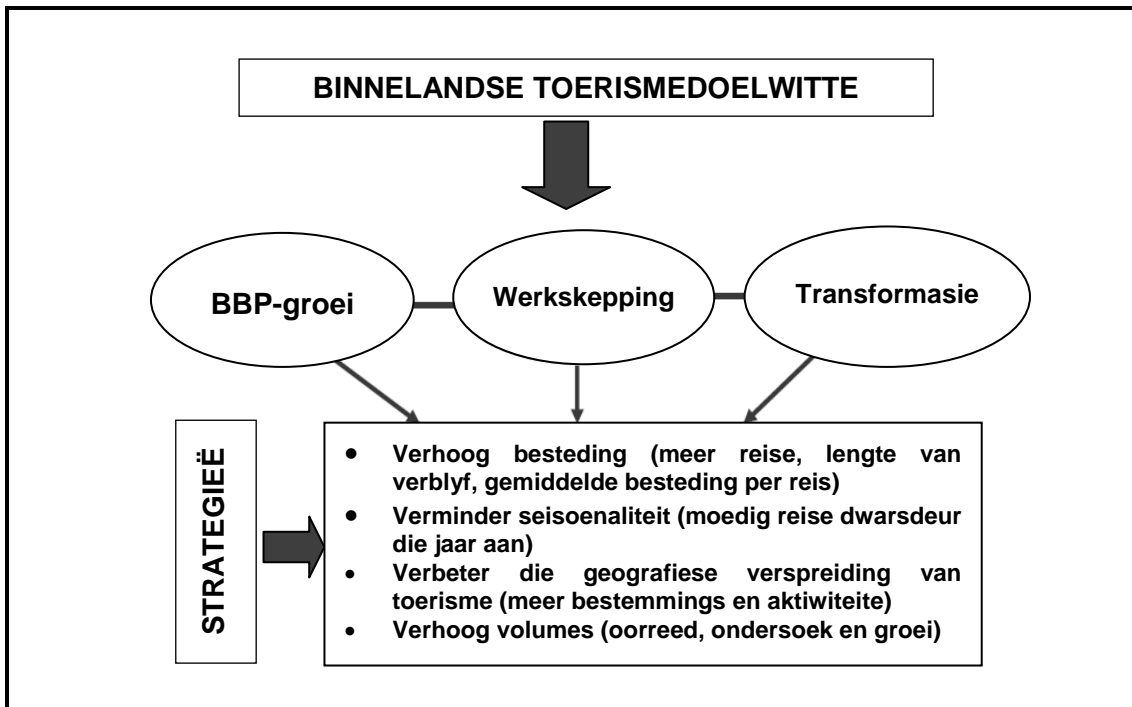 BINNELANDSE TOERISMEDOELWITTE
BBP-groei
Werkskepping
Transformasie
STRATEGIEË
• Verhoog besteding (meer reise, lengte van
verblyf, gemiddelde besteding per reis)
• Verminder seisoenaliteit (moedig reise dwarsdeur
die jaar aan)
• Verbeter die geografiese verspreiding van
toerisme (meer bestemmings en aktiwiteite)
• Verhoog volumes (oorreed, ondersoek en groei)